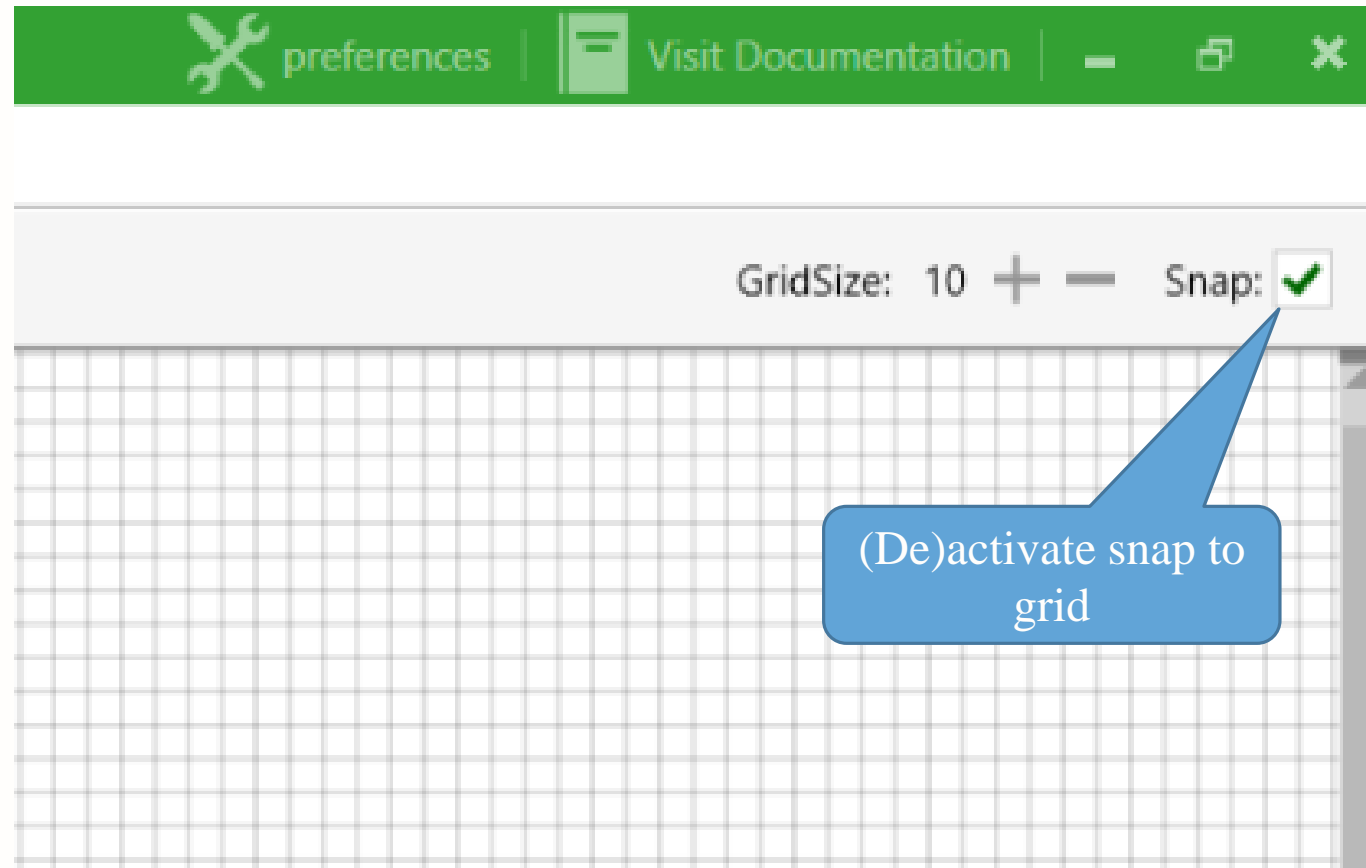 preferences Visit Documentation
GridSize: 10 Snap:
(De)activate snap to
grid